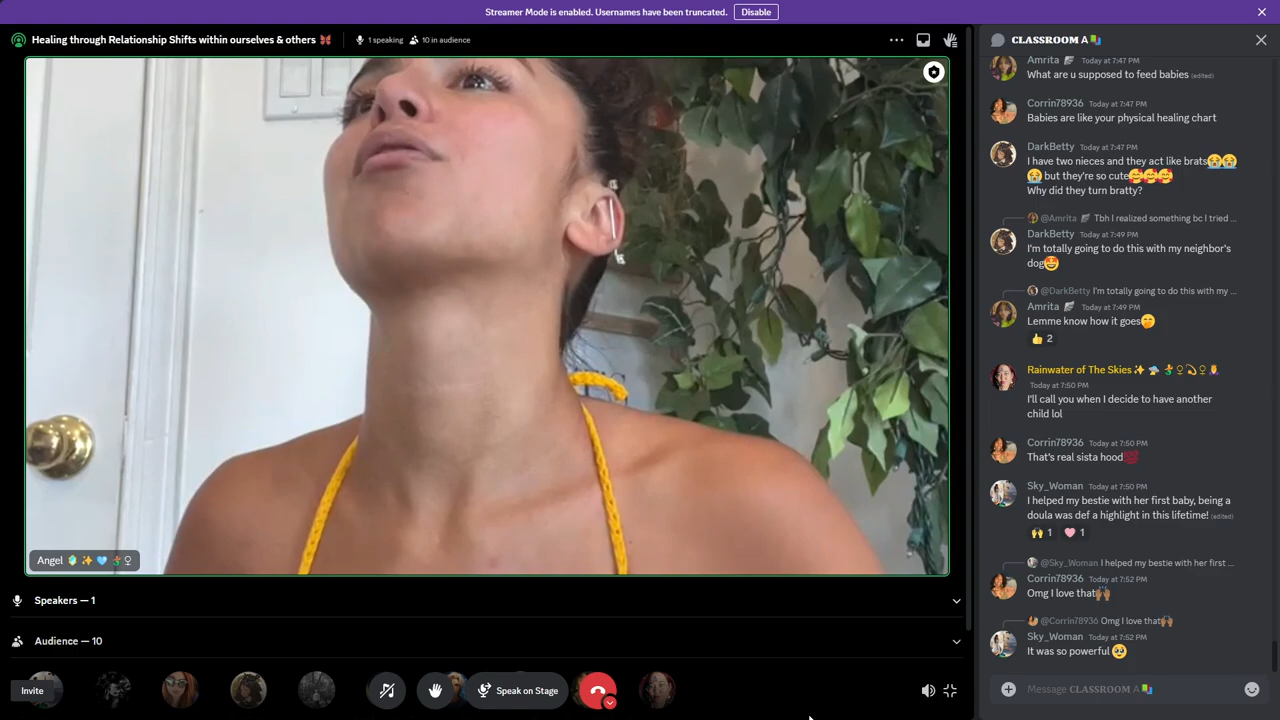 Streamer Mode is enabled. Usernames have been truncated.
Disable
Healing through Relationship Shifts within ourselves & others 🦋
1 speaking
10 in audience
Angel
Speakers — 1
Audience — 10
Invite
Speak on Stage
CLASSROOM A
Amrita Today at 7:47 PM
What are u supposed to feed babies (edited)
Corrin78936 Today at 7:47 PM
Babies are like your physical healing chart
DarkBetty Today at 7:47 PM
I have two nieces and they act like brats😭😭
😭 but they're so cute🥰🥰🥰
Why did they turn bratty?
@Amrita Tbh I realized something bc I tried ...
DarkBetty Today at 7:49 PM
I'm totally going to do this with my neighbor's
dog🤩
@DarkBetty I'm totally going to do this with my ...
Amrita Today at 7:49 PM
Lemme know how it goes🤭
👍 2
Rainwater of The Skies
Today at 7:50 PM
I'll call you when I decide to have another
child lol
Corrin78936 Today at 7:50 PM
That's real sista hood💯
Sky_Woman Today at 7:50 PM
I helped my bestie with her first baby, being a
doula was def a highlight in this lifetime! (edited)
🙌 1 🩷 1
@Sky_Woman I helped my bestie with her first ...
Corrin78936 Today at 7:52 PM
Omg I love that🙌🏽
@Corrin78936 Omg I love that🙌🏽
Sky_Woman Today at 7:52 PM
It was so powerful 🥹
Message CLASSROOM A